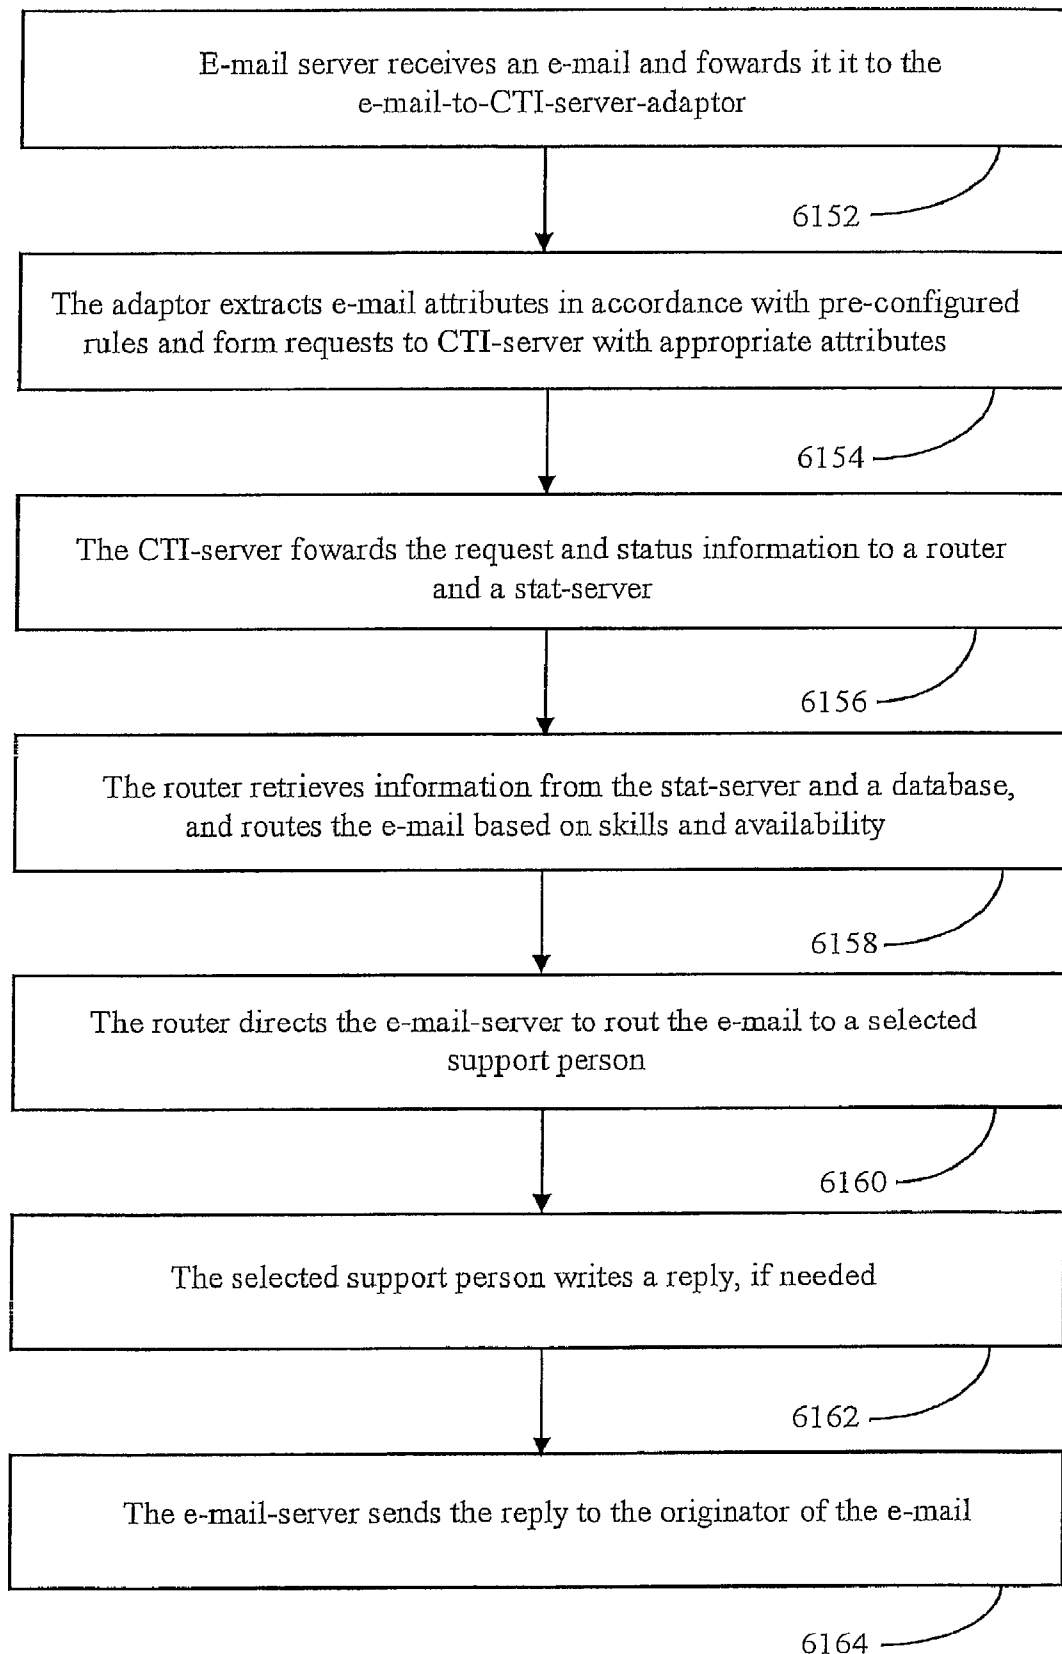 E-mail server receives an e-mail and fowards it it to the
e-mail-to-CTI-server-adaptor
6152
The adaptor extracts e-mail attributes in accordance with pre-configured
rules and form requests to CTI-server with appropriate attributes
6154
The CTI-server fowards the request and status information to a router
and a stat-server
6156
The router retrieves information from the stat-server and a database,
and routes the e-mail based on skills and availability
6158
The router directs the e-mail-server to rout the e-mail to a selected
support person
6160
The selected support person writes a reply, if needed
6162
The e-mail-server sends the reply to the originator of the e-mail
6164